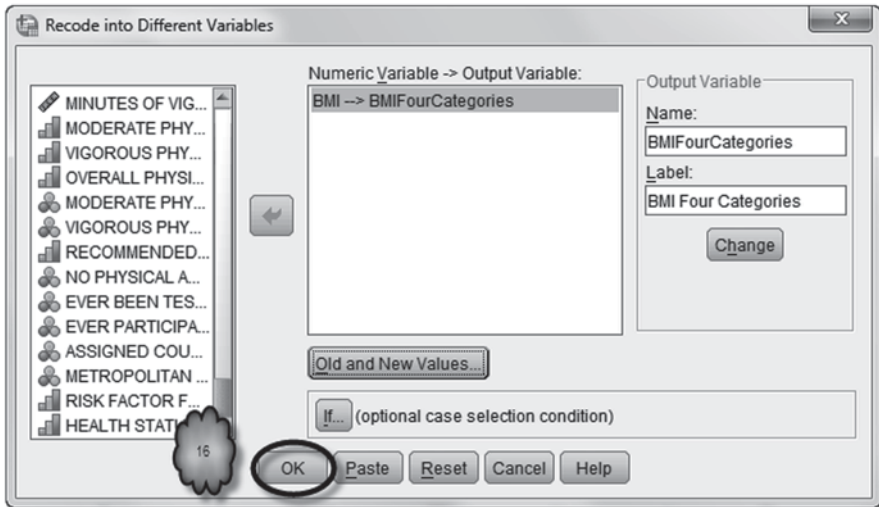 Recode into Different Variables
x
Numeric Variable -> Output Variable:
BMI --> BMIFourCategories
MINUTES OF VIG...
MODERATE PHY...
VIGOROUS PHY...
OVERALL PHYSI...
MODERATE PHY...
VIGOROUS PHY...
RECOMMENDED...
NO PHYSICAL A...
EVER BEEN TES...
EVER PARTICIPA...
ASSIGNED COU...
METROPOLITAN ...
RISK FACTOR F...
HEALTH STAT
Output Variable
Name:
BMIFourCategories
Label:
BMI Four Categories
Change
Old and New Values...
If... (optional case selection condition)
16
OK Paste Reset Cancel Help